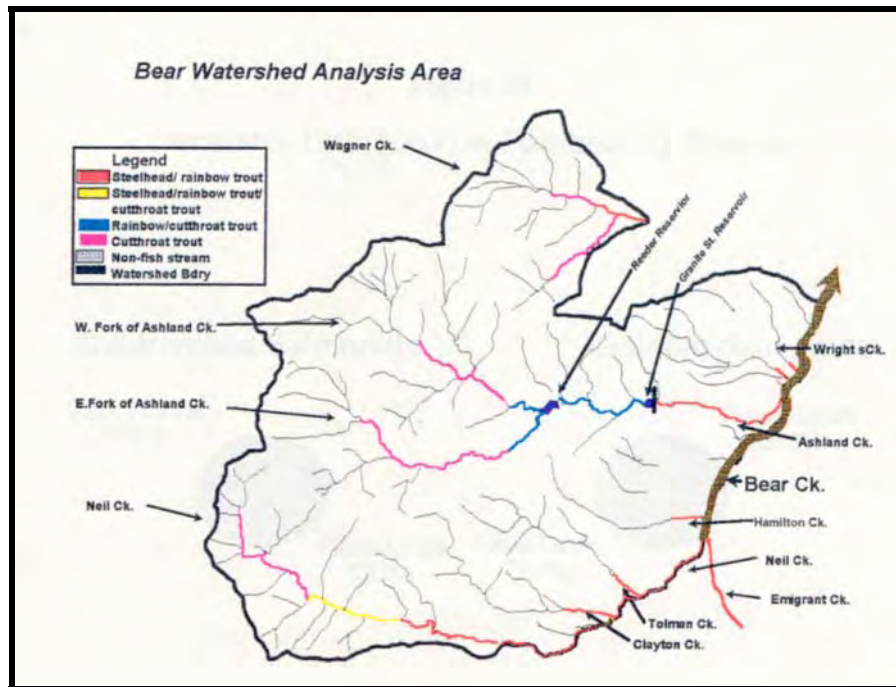 Bear Watershed Analysis Area
Wagner Ck.
Legend
Steelhead/ rainbow trout
Steelhead/rainbow trout/
cutthroat trout
Rainbow/cutthroat trout
Cutthroat trout
Non-fish stream
Watershed Bdry
Reeder Reservior
Granite St. Reservoir
W. Fork of Ashland Ck.
Wright sCk.
E.Fork of Ashland Ck.
Ashland Ck.
Bear Ck.
Neil Ck.
Hamilton Ck.
Neil Ck.
Emigrant Ck.
Tolman Ck.
Clayton Ck.